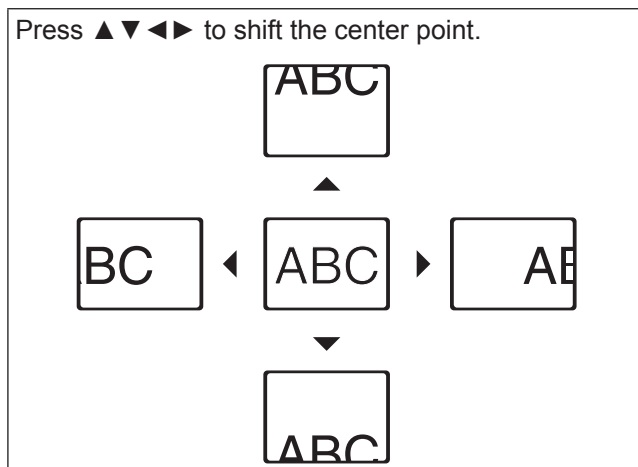 Press ▲▼◄► to shift the center point.
ABC
BC
ABC
AB
ABC